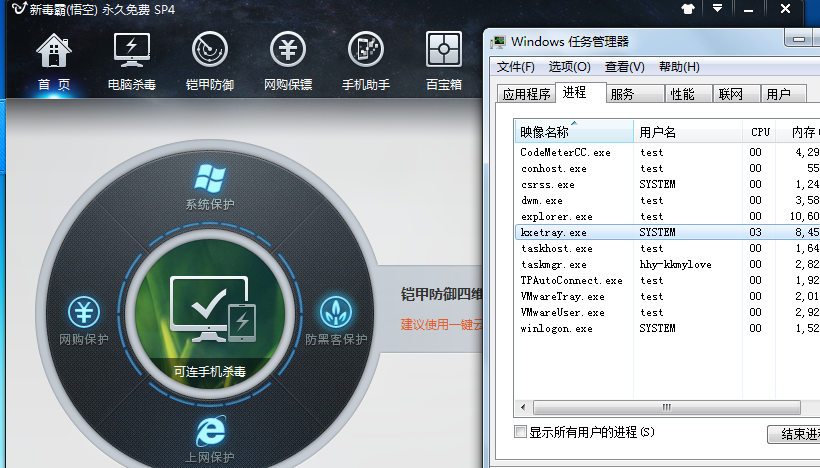 新毒霸(悟空) 永久免费 SP4
首 页
电脑杀毒
铠甲防御
网购保镖
手机助手
百宝箱
系统保护
网购保护
防黑客保护
可连手机杀毒
上网保护
铠甲防御四维
建议使用一键云
Windows 任务管理器
文件(F) 选项(O) 查看(V) 帮助(H)
应用程序 进程 服务 性能 联网 用户
映像名称 用户名 CPU 内存(
CodeMeterCC.exe test 00 4,29
conhost.exe test 00 55
csrss.exe SYSTEM 00 1,24
dwm.exe test 00 3,58
explorer.exe test 00 10,60
kxetray.exe SYSTEM 03 8,45
taskhost.exe test 00 1,64
taskmgr.exe hhy-kkmylove 00 2,82
TPAutoConnect.exe test 00 1,92
VMwareTray.exe test 00 2,01
VMwareUser.exe test 00 2,92
winlogon.exe SYSTEM 00 1,52
显示所有用户的进程(S)
结束进程